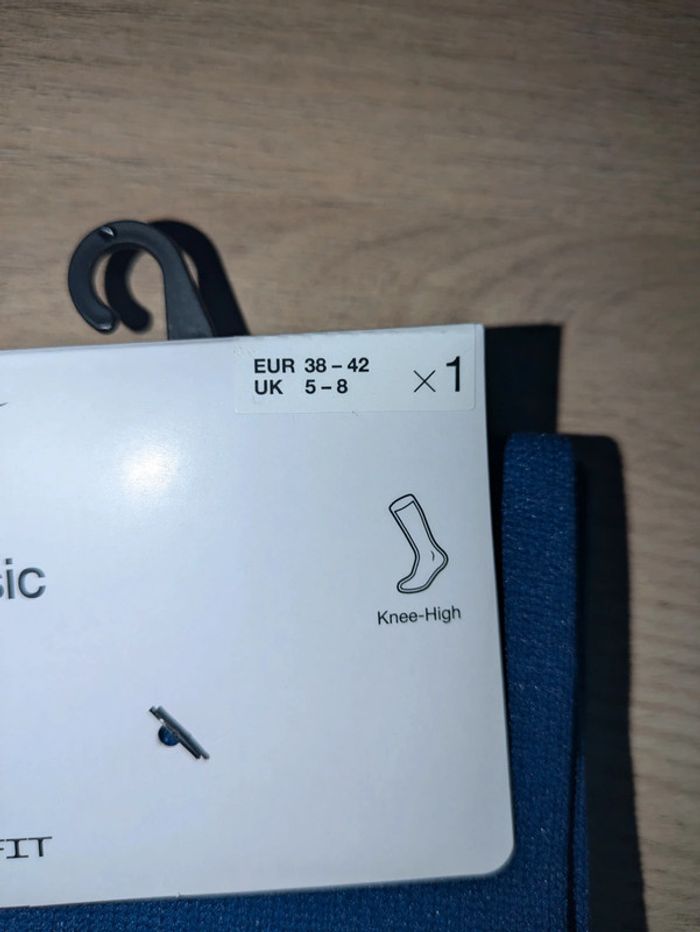 EUR 38 – 42
UK 5 – 8
×1
sic
Knee-High
FIT